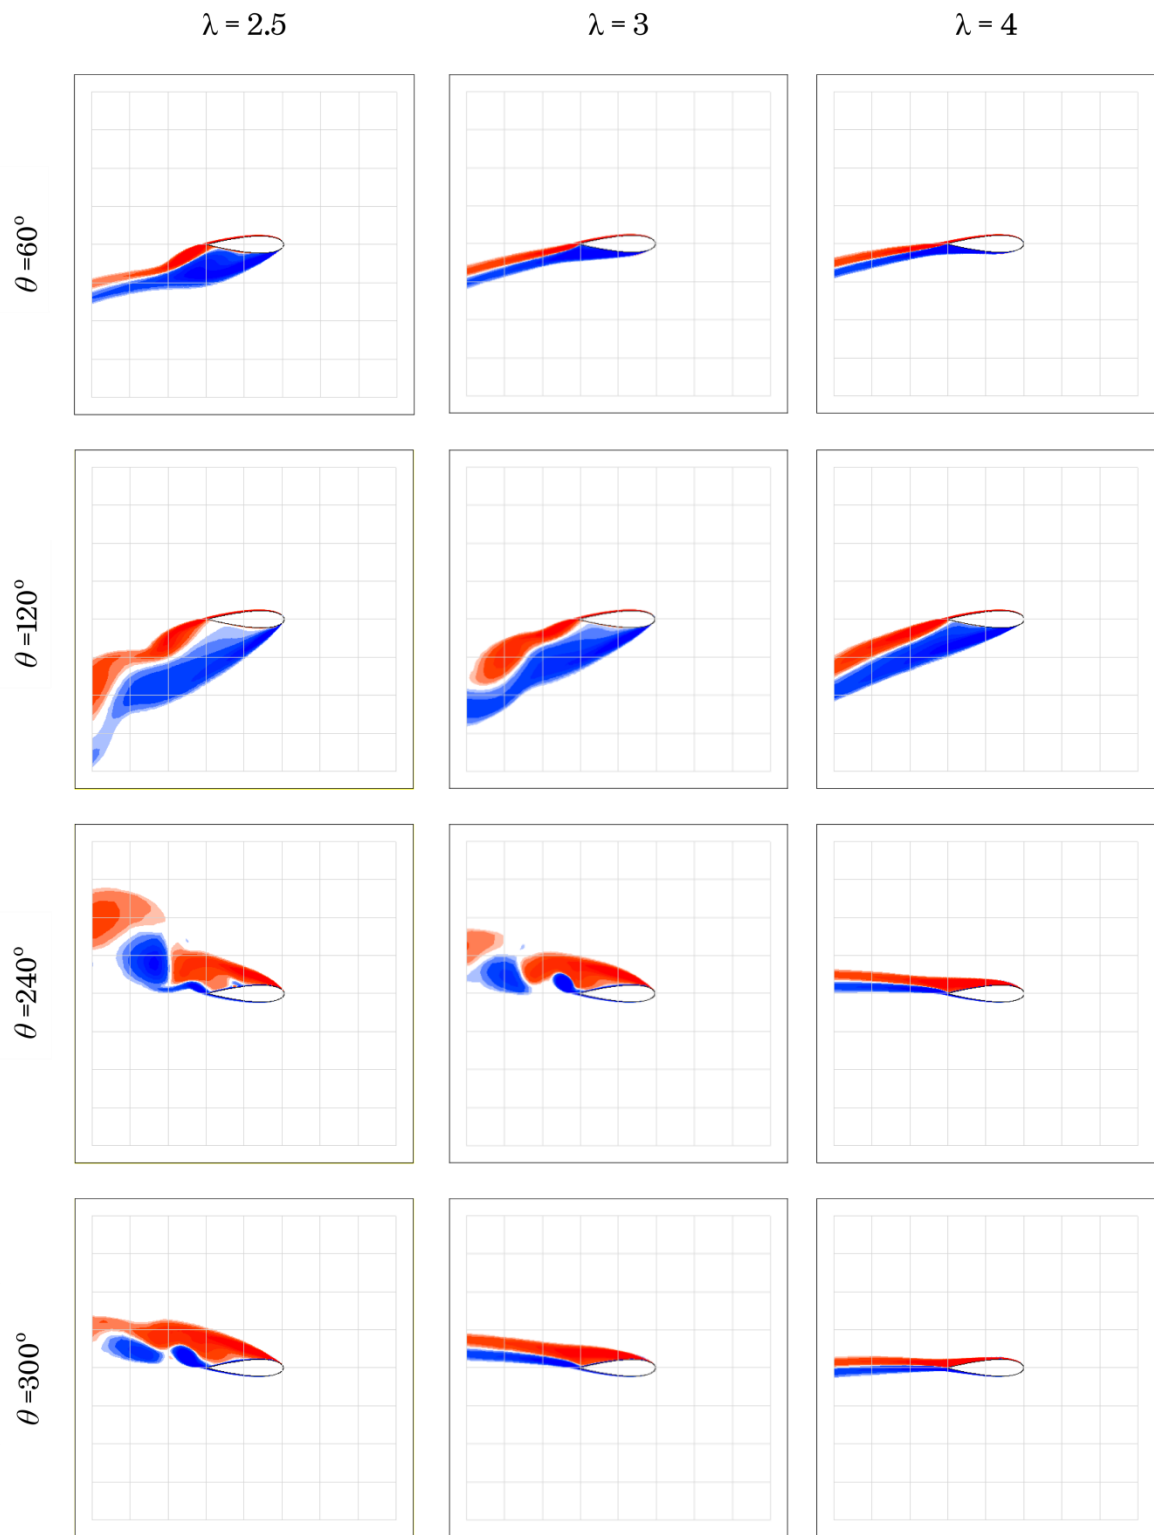 λ = 2.5 λ = 3 λ = 4
θ =60°
θ =120°
θ =240°
θ =300°